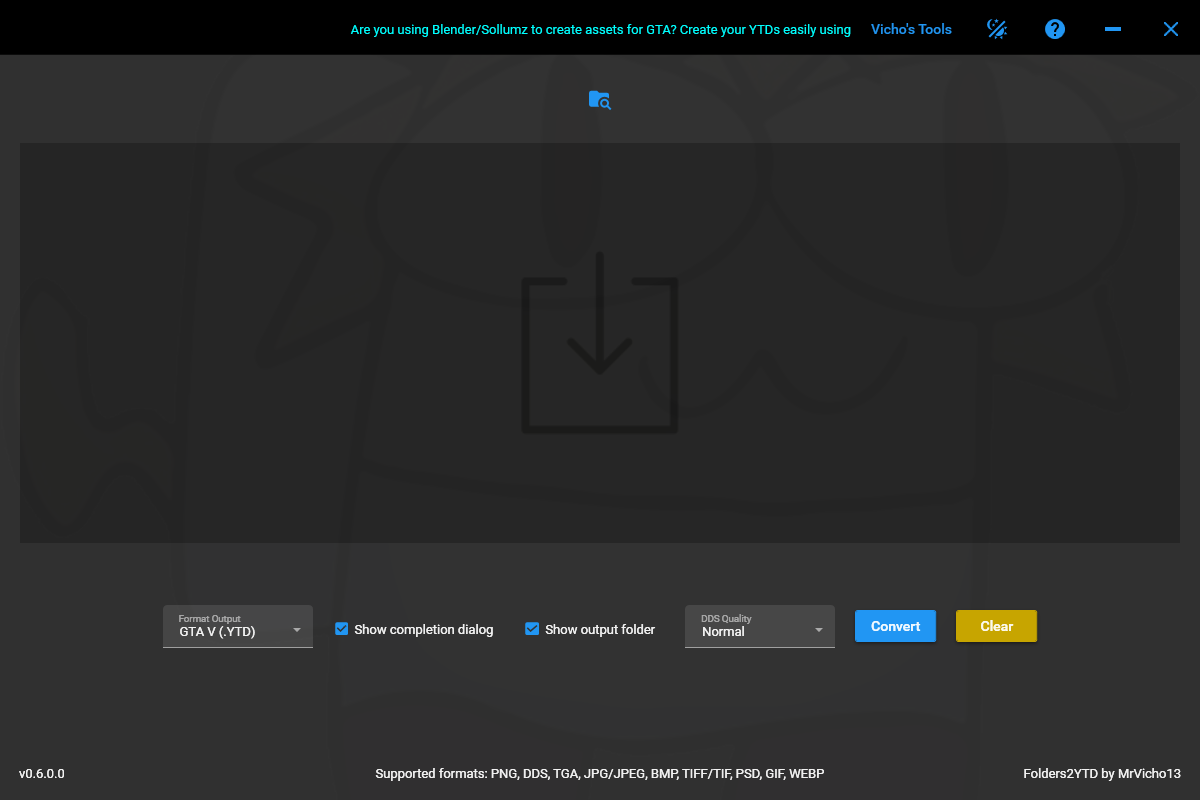 Are you using Blender/Sollumz to create assets for GTA? Create your YTDs easily using Vicho's Tools
Format Output
GTA V (.YTD)
Show completion dialog
Show output folder
DDS Quality
Normal
Convert
Clear
v0.6.0.0
Supported formats: PNG, DDS, TGA, JPG/JPEG, BMP, TIFF/TIF, PSD, GIF, WEBP
Folders2YTD by MrVicho13